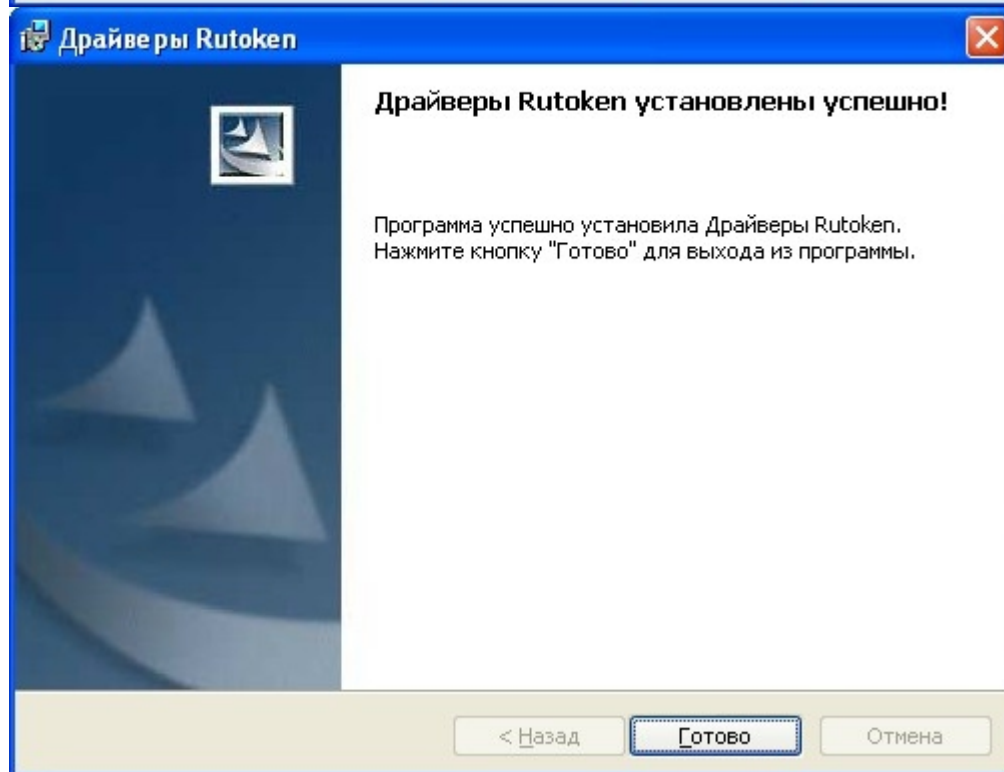 Драйверы Rutoken
Драйверы Rutoken установлены успешно!
Программа успешно установила Драйверы Rutoken.
Нажмите кнопку "Готово" для выхода из программы.
< Назад
Готово
Отмена